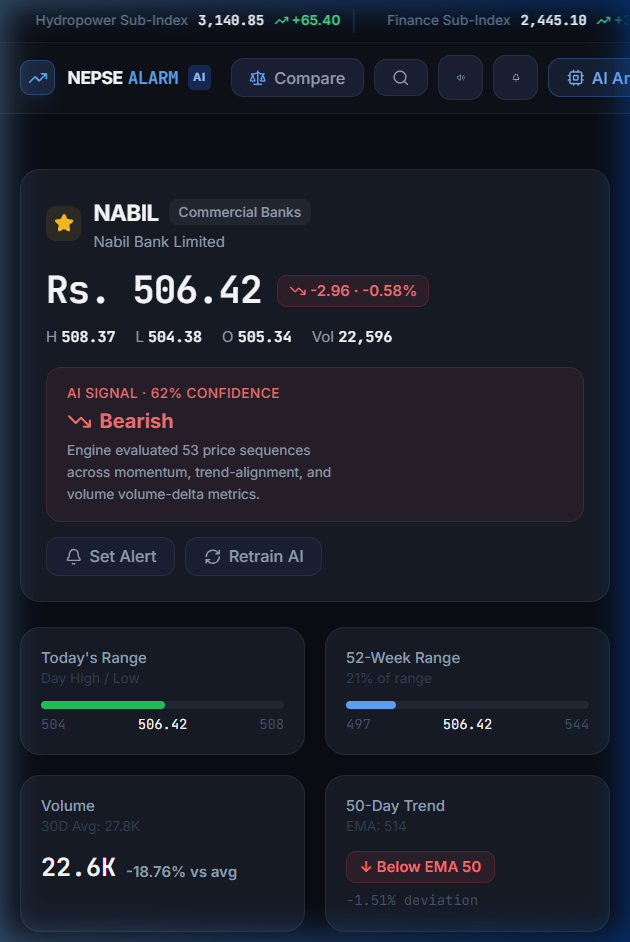 Hydropower Sub-Index 3,140.85 +65.40 Finance Sub-Index 2,445.10
NEPSE ALARM AI Compare AI Ar
NABIL Commercial Banks
Nabil Bank Limited
Rs. 506.42 -2.96 · -0.58%
H 508.37 L 504.38 O 505.34 Vol 22,596
AI SIGNAL · 62% CONFIDENCE
Bearish
Engine evaluated 53 price sequences
across momentum, trend-alignment, and
volume volume-delta metrics.
Set Alert Retrain AI
Today's Range
Day High / Low
504 506.42 508
52-Week Range
21% of range
497 506.42 544
Volume
30D Avg: 27.8K
22.6K -18.76% vs avg
50-Day Trend
EMA: 514
↓ Below EMA 50
-1.51% deviation